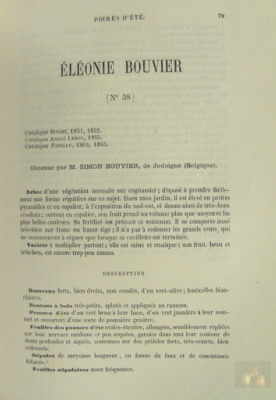 POIRES D'ÉTÉ. 79
ÉLÉONIE BOUVIER
[N° 58]
Catalogue BIVORT, 1851, 1852.
Catalogue ANDRÉ LEROY, 1865.
Catalogue PAPELEU, 1863, 1865.
Obtenue par M. SIMON BOUVIER, de Jodoigne (Belgique).
Arbre d'une végétation normale sur cognassier; disposé à prendre facile-
ment une forme régulière sur ce sujet. Dans mon jardin, il est élevé en petites
pyramides et en espalier, à l'exposition du sud-est, et donne ainsi de très-bons
résultats; surtout en espalier, son fruit prend un volume plus que moyen et les
plus belles couleurs. Sa fertilité est précoce et soutenue. Il se comporte aussi
très-bien sur franc en haute tige; il n'a pas à redouter les grands vents, qui
ne commencent à régner que lorsque sa cueillette est terminée.
Variété à multiplier partout; elle est saine et rustique; son fruit, beau et
très-bon, est encore trop peu connu.
DESCRIPTION
Rameaux forts, bien droits, non coudés, d'un vert-olive; lenticelles blan-
châtres.
Boutons à bois très-petits, aplatis et appliqués au rameau.
Pousses d'été d'un vert brun à leur base, d'un vert jaunâtre à leur som-
met et recouvert d'une sorte de poussière grisâtre.
Feuilles des pousses d'été ovales-étroites, allongées, sensiblement repliées
sur leur nervure médiane et peu arquées, garnies dans tout leur contour de
dents profondes et aiguës, soutenues sur des pétioles forts, très-courts, bien
Stipules de moyenne longueur, en forme de faux et de consistance
foliacée.
Feuilles stipulaires assez fréquentes.